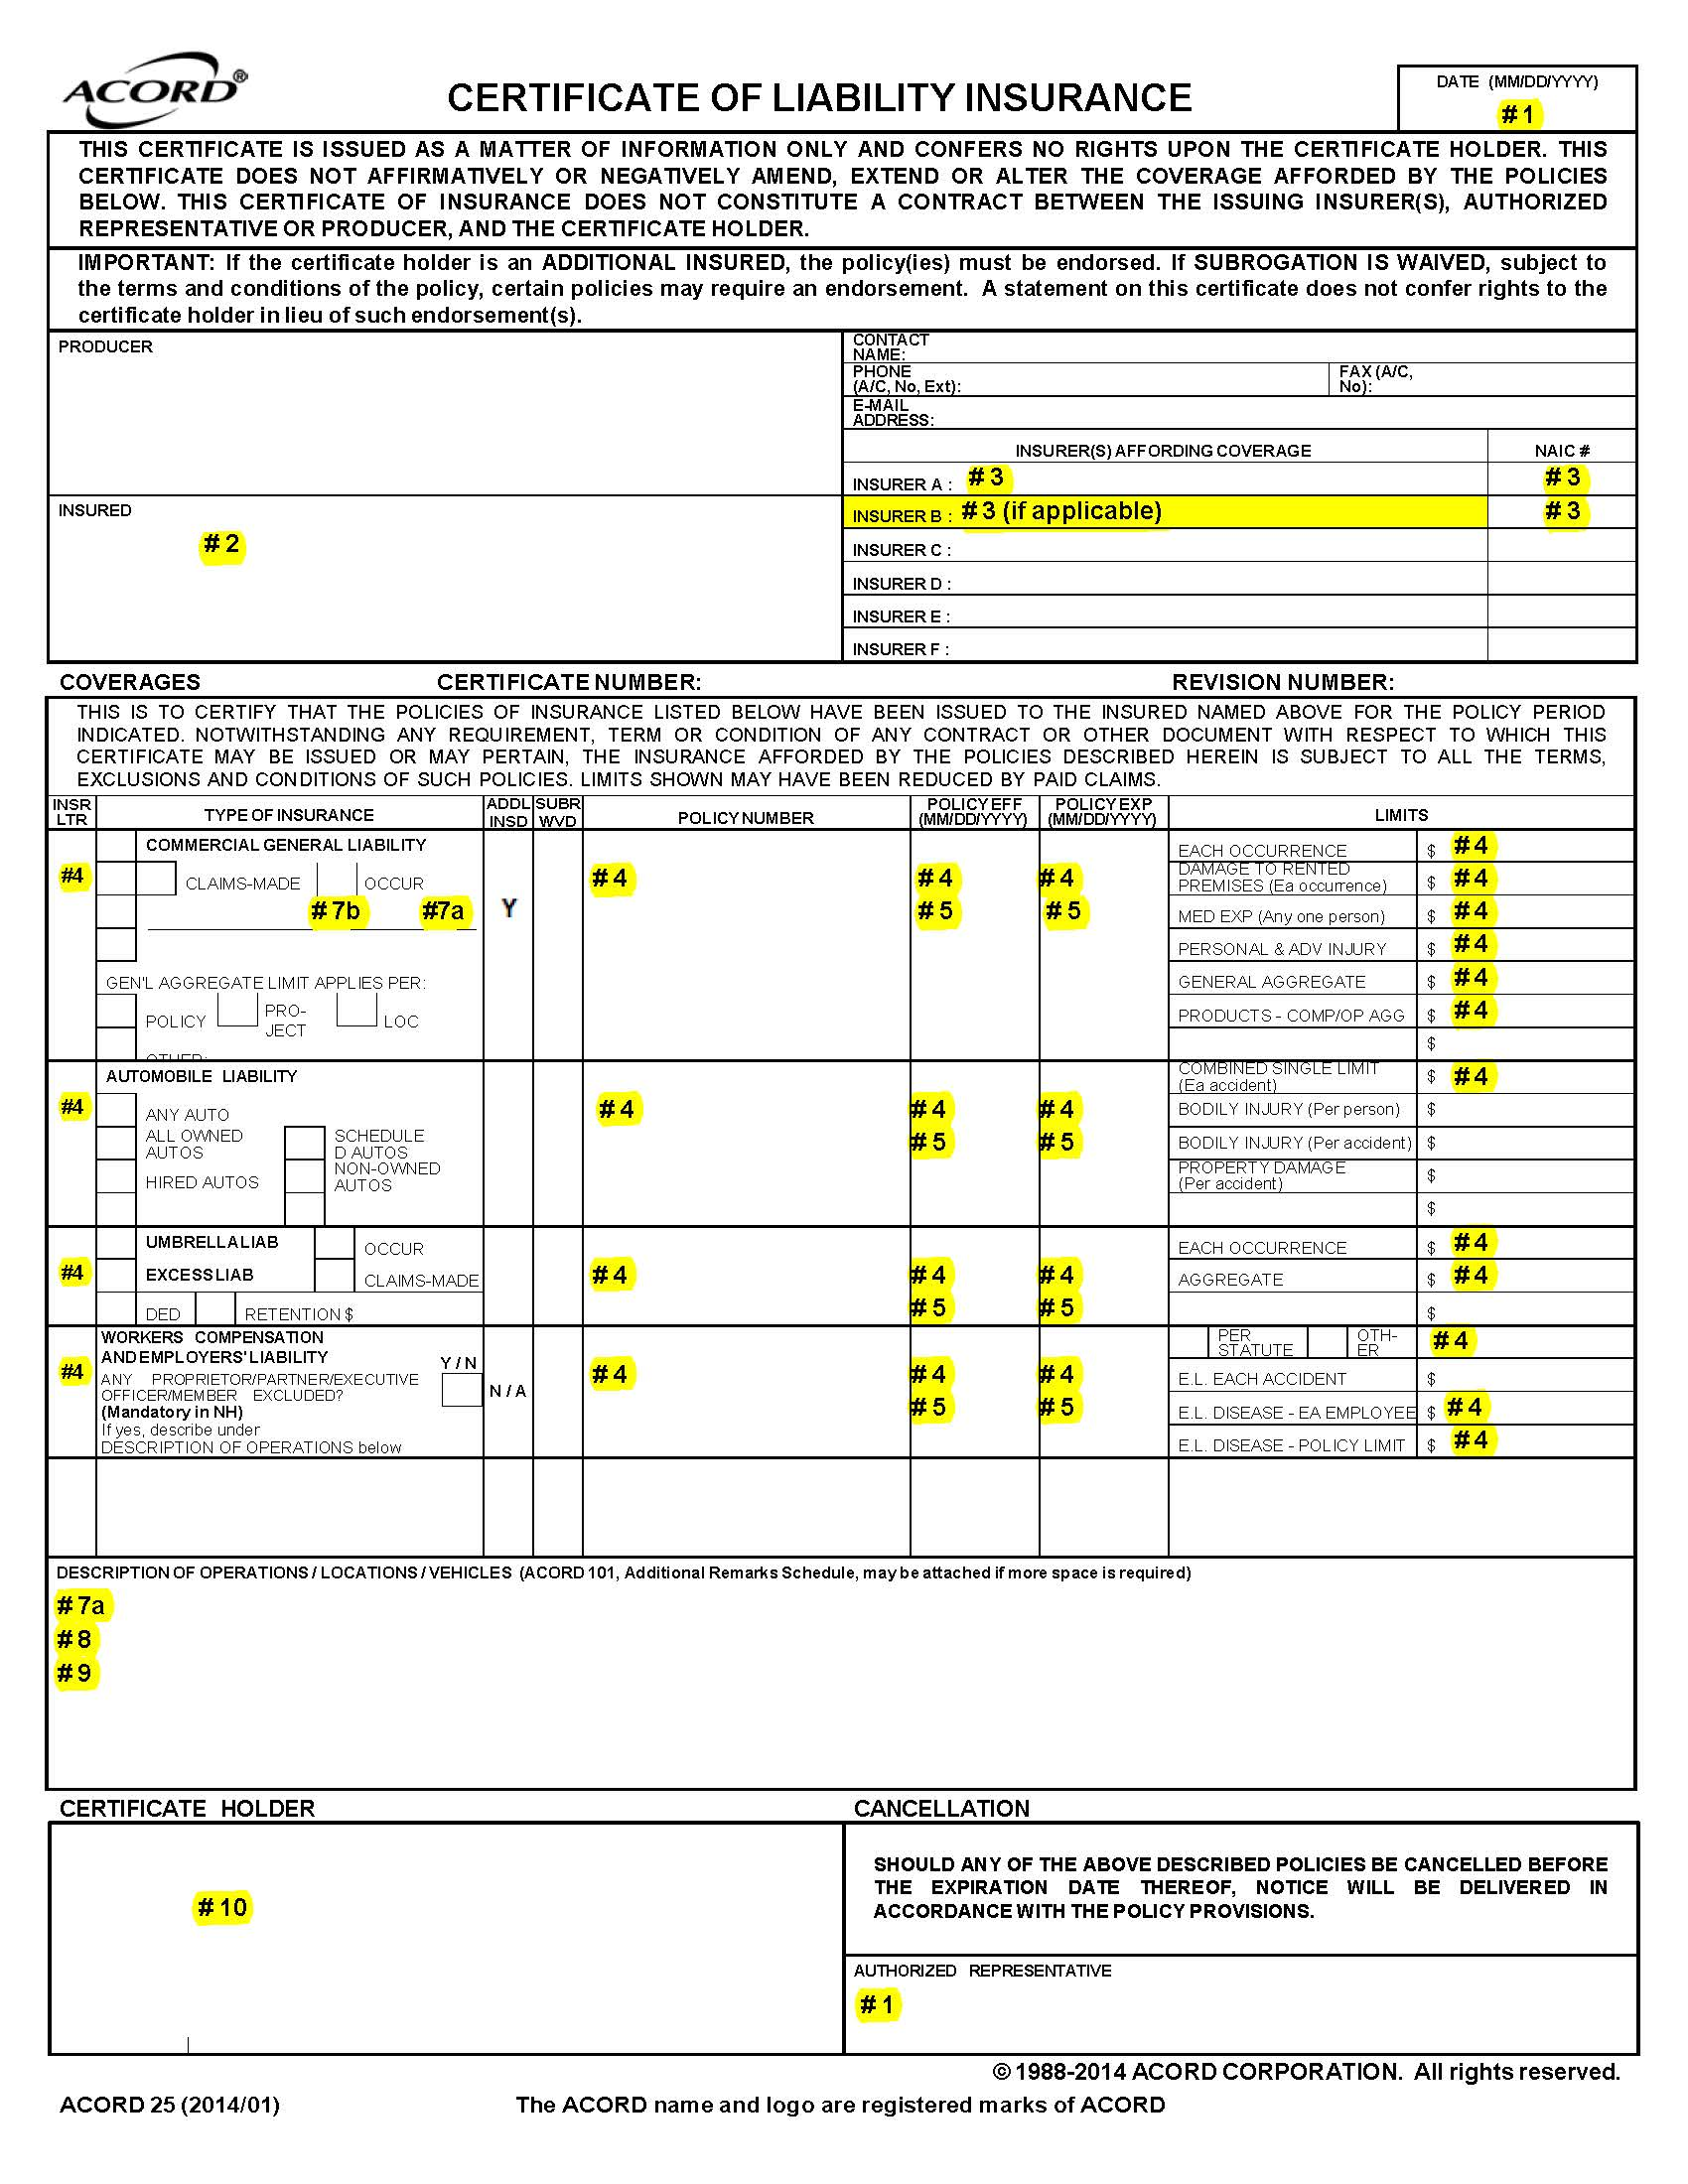 ACORD®
CERTIFICATE OF LIABILITY INSURANCE
DATE (MM/DD/YYYY)
# 1
THIS CERTIFICATE IS ISSUED AS A MATTER OF INFORMATION ONLY AND CONFERS NO RIGHTS UPON THE CERTIFICATE HOLDER. THIS
CERTIFICATE DOES NOT AFFIRMATIVELY OR NEGATIVELY AMEND, EXTEND OR ALTER THE COVERAGE AFFORDED BY THE POLICIES
BELOW. THIS CERTIFICATE OF INSURANCE DOES NOT CONSTITUTE A CONTRACT BETWEEN THE ISSUING INSURER(S), AUTHORIZED
REPRESENTATIVE OR PRODUCER, AND THE CERTIFICATE HOLDER.
IMPORTANT: If the certificate holder is an ADDITIONAL INSURED, the policy(ies) must be endorsed. If SUBROGATION IS WAIVED, subject to
the terms and conditions of the policy, certain policies may require an endorsement. A statement on this certificate does not confer rights to the
certificate holder in lieu of such endorsement(s).
PRODUCER
CONTACT
NAME:
PHONE
(A/C, No, Ext):
FAX (A/C,
No):
E-MAIL
ADDRESS:
INSURER(S) AFFORDING COVERAGE NAIC #
INSURER A : # 3 # 3
INSURED
# 2
INSURER B : # 3 (if applicable) # 3
INSURER C :
INSURER D :
INSURER E :
INSURER F :
COVERAGES CERTIFICATE NUMBER: REVISION NUMBER:
THIS IS TO CERTIFY THAT THE POLICIES OF INSURANCE LISTED BELOW HAVE BEEN ISSUED TO THE INSURED NAMED ABOVE FOR THE POLICY PERIOD
INDICATED. NOTWITHSTANDING ANY REQUIREMENT, TERM OR CONDITION OF ANY CONTRACT OR OTHER DOCUMENT WITH RESPECT TO WHICH THIS
CERTIFICATE MAY BE ISSUED OR MAY PERTAIN, THE INSURANCE AFFORDED BY THE POLICIES DESCRIBED HEREIN IS SUBJECT TO ALL THE TERMS,
EXCLUSIONS AND CONDITIONS OF SUCH POLICIES. LIMITS SHOWN MAY HAVE BEEN REDUCED BY PAID CLAIMS.
INSR
LTR
TYPE OF INSURANCE
ADDL
INSD
SUBR
WVD
POLICY NUMBER
POLICY EFF
(MM/DD/YYYY)
POLICY EXP
(MM/DD/YYYY)
LIMITS
#4
COMMERCIAL GENERAL LIABILITY
CLAIMS-MADE OCCUR
# 7b #7a
Y
GEN'L AGGREGATE LIMIT APPLIES PER:
POLICY PRO-
JECT LOC
OTHER:
# 4
# 4
# 5
# 4
# 5
EACH OCCURRENCE $ # 4
DAMAGE TO RENTED
PREMISES (Ea occurrence) $ # 4
MED EXP (Any one person) $ # 4
PERSONAL & ADV INJURY $ # 4
GENERAL AGGREGATE $ # 4
PRODUCTS - COMP/OP AGG $ # 4
$
#4
AUTOMOBILE LIABILITY
ANY AUTO
ALL OWNED
AUTOS
SCHEDULE
D AUTOS
HIRED AUTOS
NON-OWNED
AUTOS
# 4
# 4
# 5
# 4
# 5
COMBINED SINGLE LIMIT
(Ea accident) $ # 4
BODILY INJURY (Per person) $
BODILY INJURY (Per accident) $
PROPERTY DAMAGE
(Per accident) $
$
#4
UMBRELLA LIAB OCCUR
EXCESS LIAB CLAIMS-MADE
DED RETENTION $
# 4
# 4
# 5
# 4
# 5
EACH OCCURRENCE $ # 4
AGGREGATE $ # 4
$
#4
WORKERS COMPENSATION
AND EMPLOYERS' LIABILITY Y / N
ANY PROPRIETOR/PARTNER/EXECUTIVE
OFFICER/MEMBER EXCLUDED?
(Mandatory in NH)
If yes, describe under
DESCRIPTION OF OPERATIONS below
N / A
# 4
# 4
# 5
# 4
# 5
PER
STATUTE
OTH-
ER
# 4
E.L. EACH ACCIDENT $
E.L. DISEASE - EA EMPLOYEE $ # 4
E.L. DISEASE - POLICY LIMIT $ # 4
DESCRIPTION OF OPERATIONS / LOCATIONS / VEHICLES (ACORD 101, Additional Remarks Schedule, may be attached if more space is required)
# 7a
# 8
# 9
CERTIFICATE HOLDER
# 10
CANCELLATION
SHOULD ANY OF THE ABOVE DESCRIBED POLICIES BE CANCELLED BEFORE
THE EXPIRATION DATE THEREOF, NOTICE WILL BE DELIVERED IN
ACCORDANCE WITH THE POLICY PROVISIONS.
AUTHORIZED REPRESENTATIVE
# 1
© 1988-2014 ACORD CORPORATION. All rights reserved.
ACORD 25 (2014/01) The ACORD name and logo are registered marks of ACORD